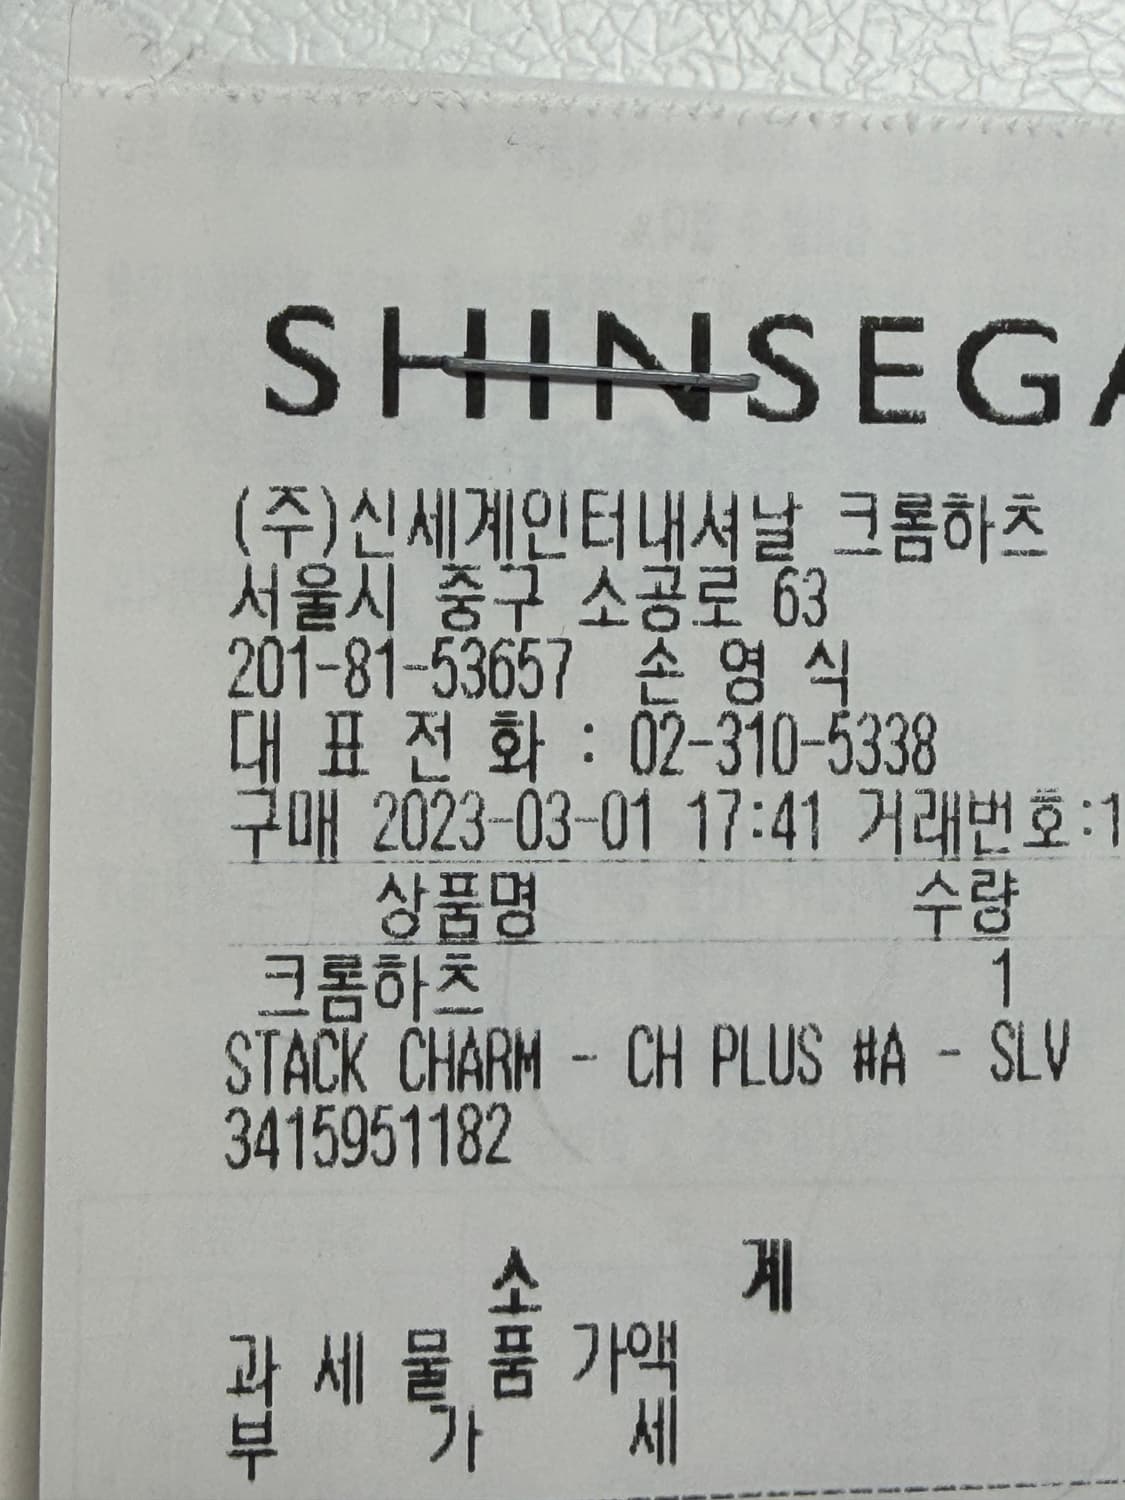 SHINSEGA
(주)신세계인터내셔날 크롬하츠
서울시 중구 소공로 63
201-81-53657 손 영 식
대 표 전 화 : 02-310-5338
구매 2023-03-01 17:41 거래번호:1
상품명 수량
크롬하츠 1
STACK CHARM - CH PLUS #A - SLV
3415951182
소 계
과 세 물 품 가액
부 가 세